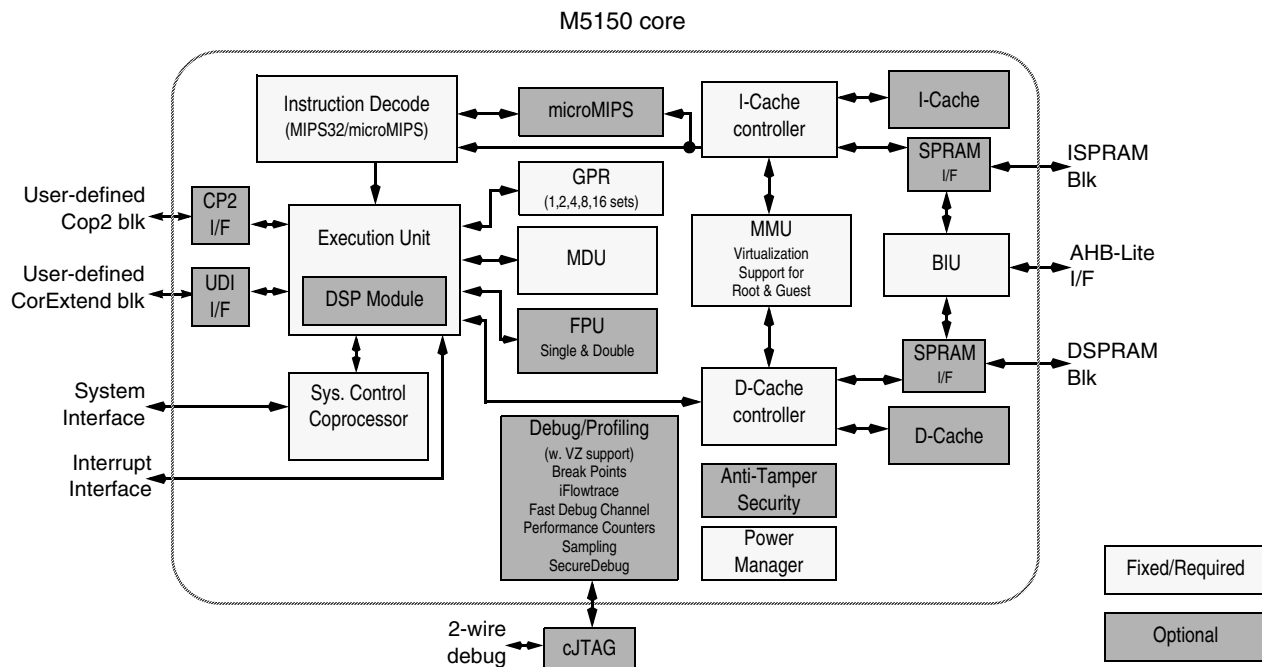 M5150 core
Instruction Decode
(MIPS32/microMIPS)
microMIPS
I-Cache
controller
I-Cache
SPRAM
I/F
ISPRAM
Blk
User-defined
Cop2 blk
CP2
I/F
GPR
(1,2,4,8,16 sets)
Execution Unit
MDU
MMU
Virtualization
Support for
Root & Guest
BIU
AHB-Lite
I/F
User-defined
CorExtend blk
UDI
I/F
DSP Module
FPU
Single & Double
SPRAM
I/F
DSPRAM
Blk
System
Interface
Sys. Control
Coprocessor
D-Cache
controller
D-Cache
Interrupt
Interface
Debug/Profiling
(w. VZ support)
Break Points
iFlowtrace
Fast Debug Channel
Performance Counters
Sampling
SecureDebug
Anti-Tamper
Security
Power
Manager
Fixed/Required
Optional
2-wire
debug
cJTAG